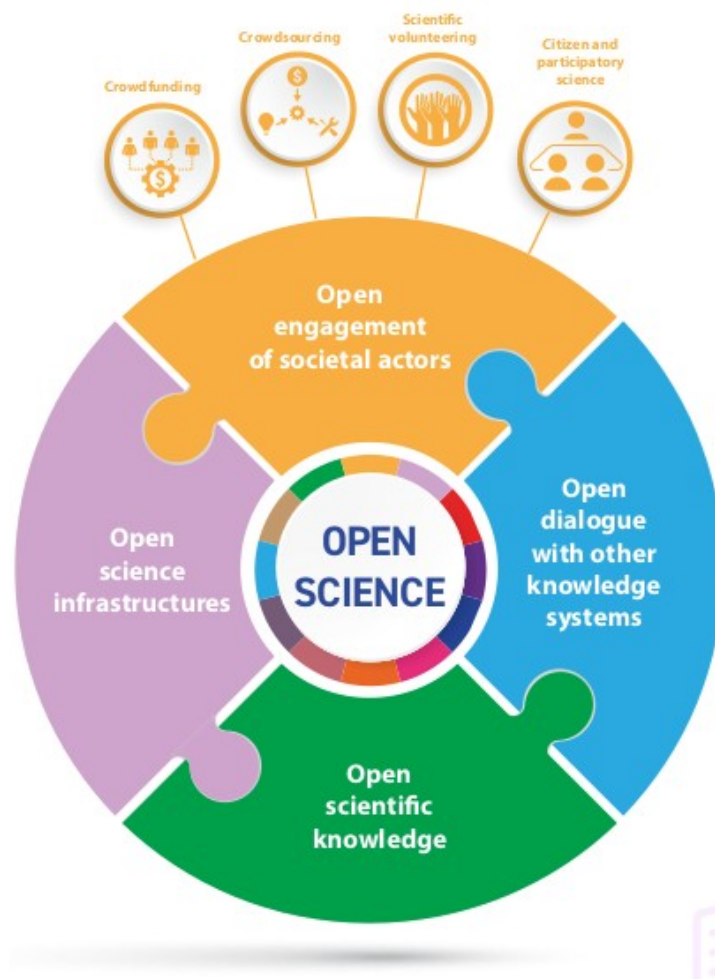 Crowdfunding
Crowdsourcing
Scientific
volunteering
Citizen and
participatory
science
Open
engagement
of societal actors
Open
science
infrastructures
OPEN
SCIENCE
Open
dialogue
with other
knowledge
systems
Open
scientific
knowledge